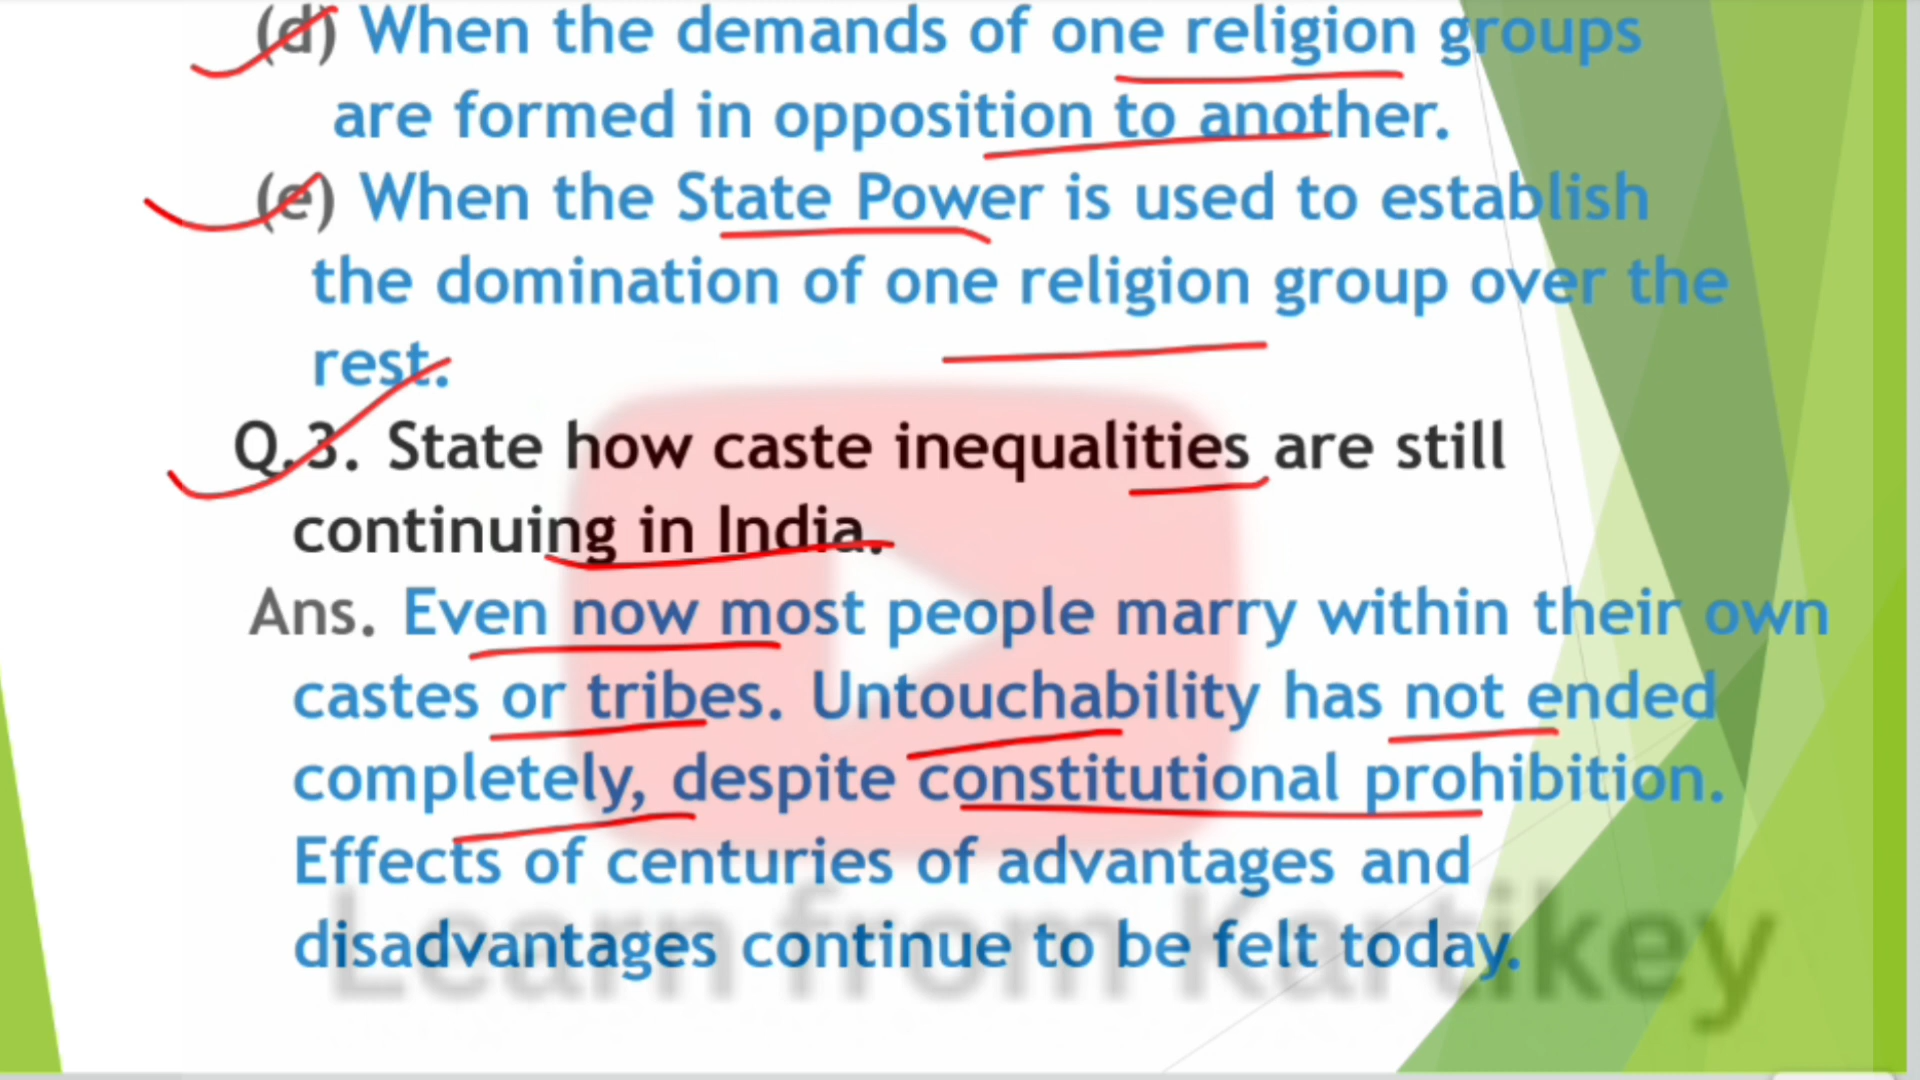 (d) When the demands of one religion groups
are formed in opposition to another.
(e) When the State Power is used to establish
the domination of one religion group over the
rest.
Q.3. State how caste inequalities are still
continuing in India.
Ans. Even now most people marry within their own
castes or tribes. Untouchability has not ended
completely, despite constitutional prohibition.
Effects of centuries of advantages and
disadvantages continue to be felt today.
Learn from Kartikey